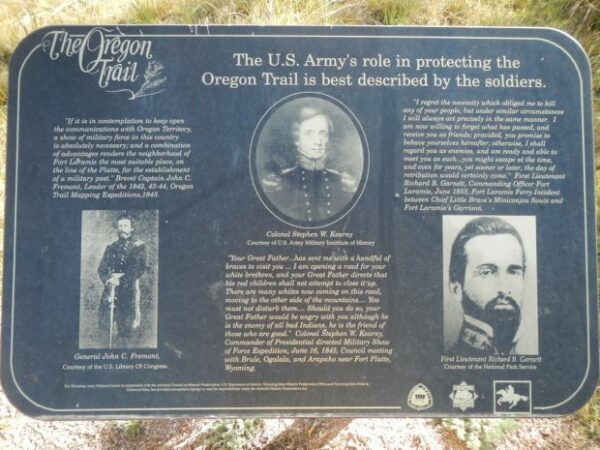 The Oregon
Trail
The U.S. Army's role in protecting the
Oregon Trail is best described by the soldiers.
"If it is in contemplation to keep open
the communications with Oregon Territory,
a show of military force in this country
is absolutely necessary; and a combination
of advantages renders the neighborhood of
Fort Laramie the most suitable place, on
the line of the Platte, for the establishment
of a military post." Brevet Captain John C.
Fremont, Leader of the 1842, 43-44, Oregon
Trail Mapping Expeditions, 1845.
General John C. Fremont,
Courtesy of the U.S. Library Of Congress
Colonel Stephen W. Kearny
Courtesy of U.S. Army Military Institute of History
"Your Great Father...has sent me with a handful of
braves to visit you ... I am opening a road for your
white brethren, and your Great Father directs that
his red children shall not attempt to close it up.
There are many whites now coming on this road,
moving to the other side of the mountains.... You
must not disturb them.... Should you do so, your
Great Father would be angry with you although he
is the enemy of all bad Indians, he is the friend of
those who are good." Colonel Stephen W. Kearny,
Commander of Presidential directed Military Show
of Force Expedition, June 16, 1845, Council meeting
with Brule, Ogalala, and Arapaho near Fort Platte,
Wyoming.
"I regret the necessity which obliged me to kill
any of your people, but under similar circumstances
I will always act precisely in the same manner. I
am now willing to forget what has passed, and
receive you as friends; provided, you promise to
behave yourselves hereafter; otherwise, I shall
regard you as enemies, and am ready and able to
meet you as such...you might escape at the time,
and even for years, yet sooner or later, the day of
retribution would certainly come." First Lieutenant
Richard B. Garnett, Commanding Officer Fort
Laramie, June 1853, Fort Laramie Ferry Incident
between Chief Little Brave's Miniconjou Souix and
Fort Laramie's Garrison.
First Lieutenant Richard B. Garnett
Courtesy of the National Park Service